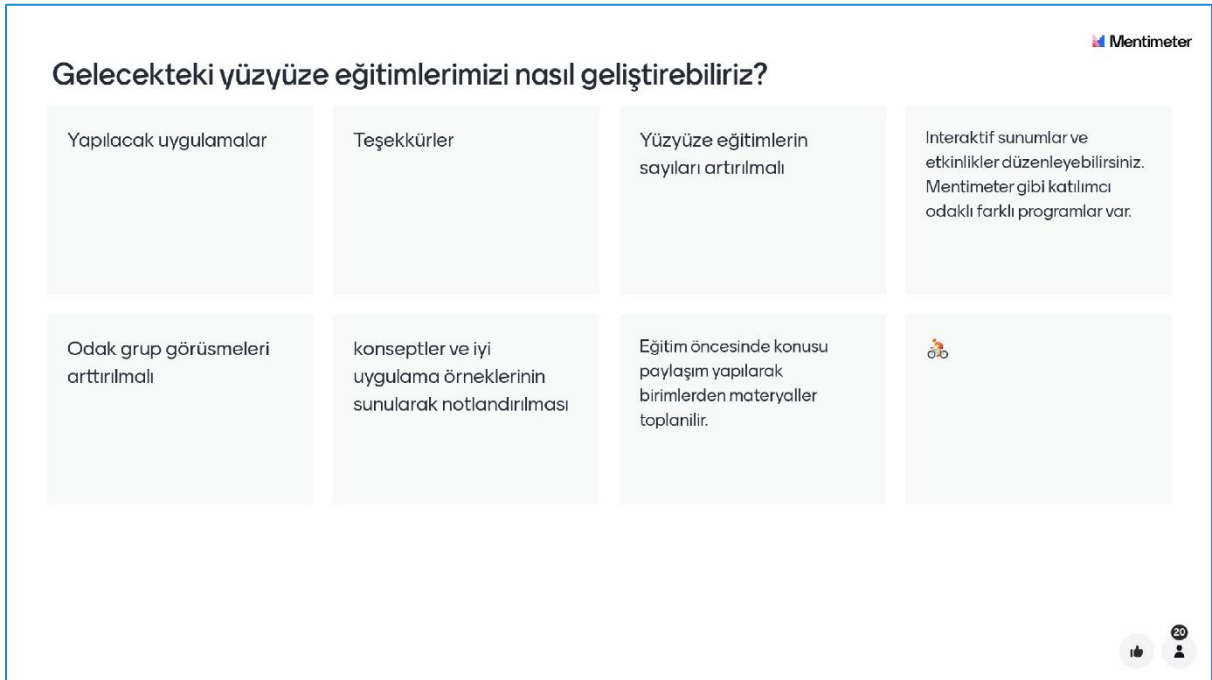 Mentimeter
Gelecekteki yüzyüze eğitimlerimizi nasıl geliştirebiliriz?
Yapılacak uygulamalar
Teşekkürler
Yüzyüze eğitimlerin
sayıları artırılmalı
Interaktif sunumlar ve
etkinlikler düzenleyebilirsiniz.
Mentimeter gibi katılımcı
odaklı farklı programlar var.
Odak grup görüsmeleri
arttırılmalı
konseptler ve iyi
uygulama örneklerinin
sunularak notlandırılması
Eğitim öncesinde konusu
paylaşım yapılarak
birimlerden materyaller
toplanilir.
20